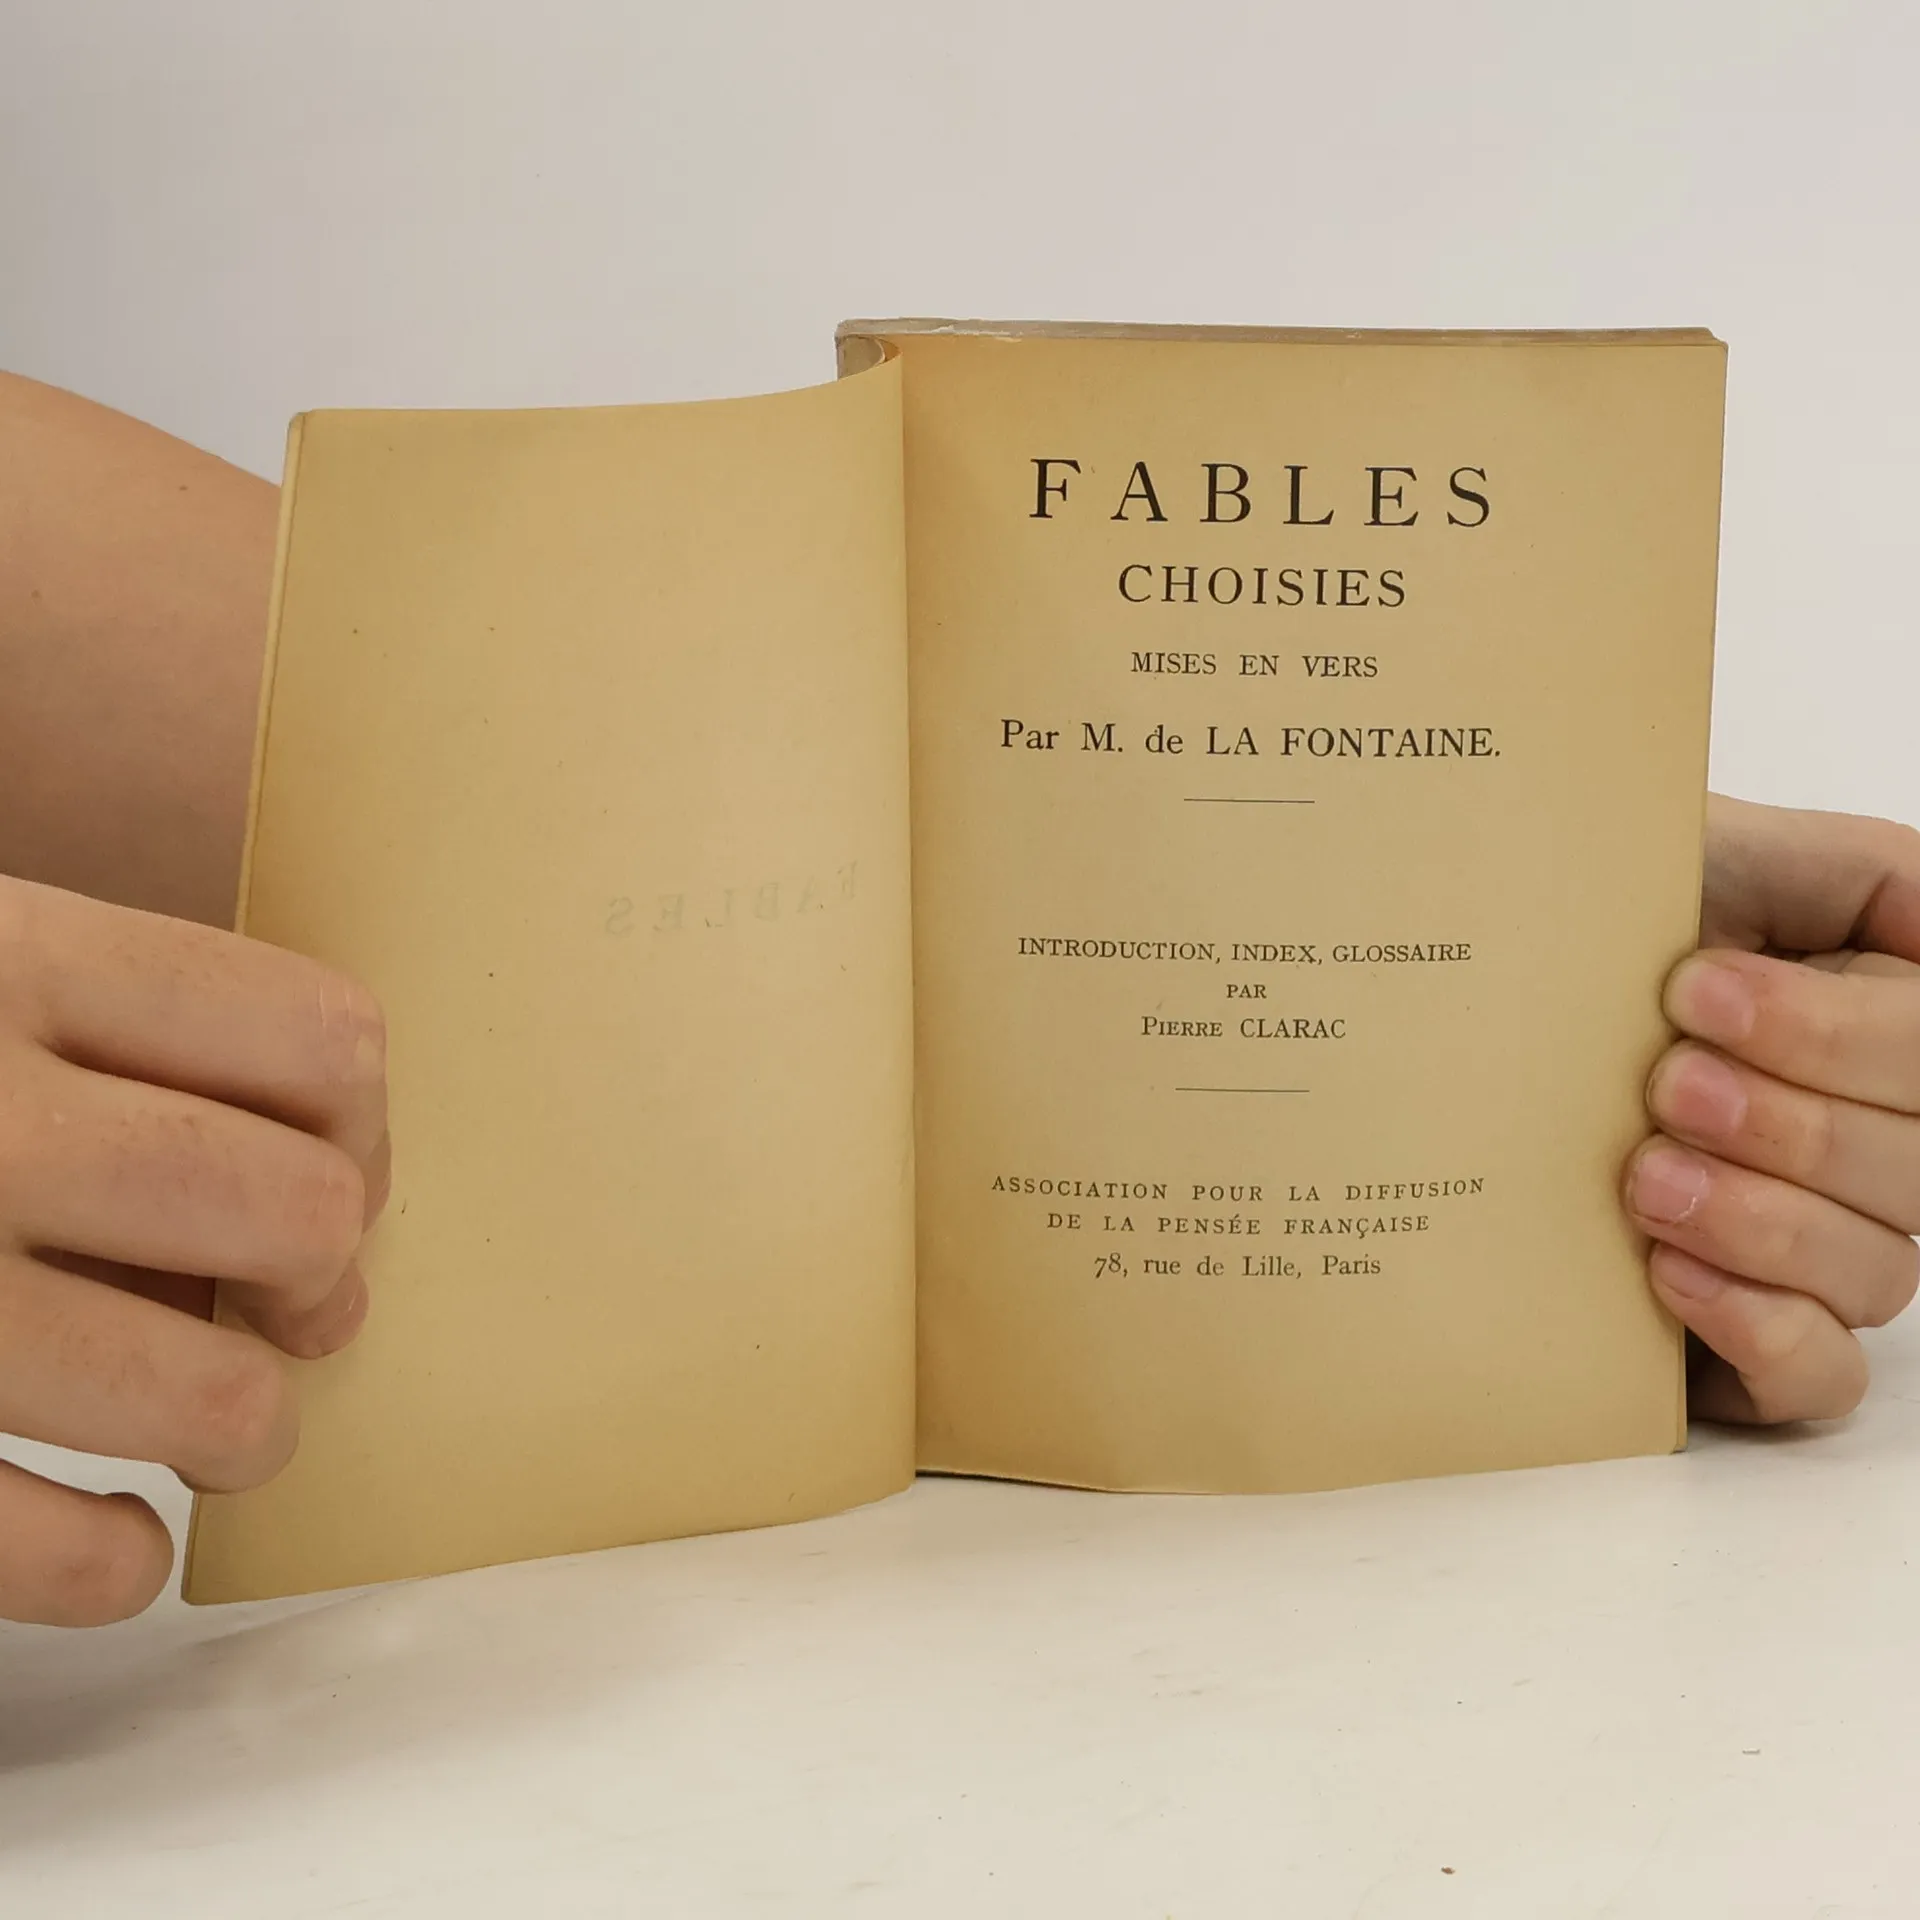 FABLES
FABLES
CHOISIES
MISES EN VERS
Par M. de LA FONTAINE.
INTRODUCTION, INDEX, GLOSSAIRE
PAR
PIERRE CLARAC
ASSOCIATION POUR LA DIFFUSION
DE LA PENSÉE FRANÇAISE
78, rue de Lille, Paris